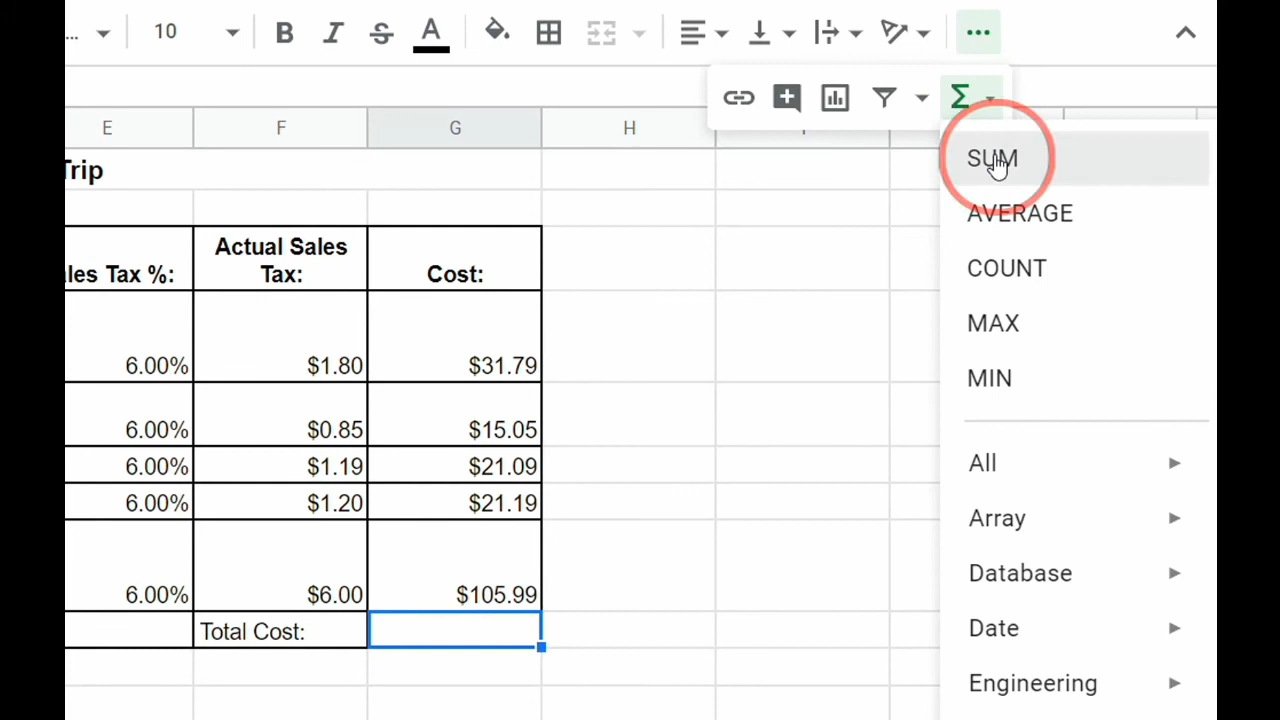 ... 10 B I S A
E F G H
Trip
les Tax %: Actual Sales Tax: Cost:
6.00% $1.80 $31.79
6.00% $0.85 $15.05
6.00% $1.19 $21.09
6.00% $1.20 $21.19
6.00% $6.00 $105.99
Total Cost:
Σ
SUM
AVERAGE
COUNT
MAX
MIN
All
Array
Database
Date
Engineering